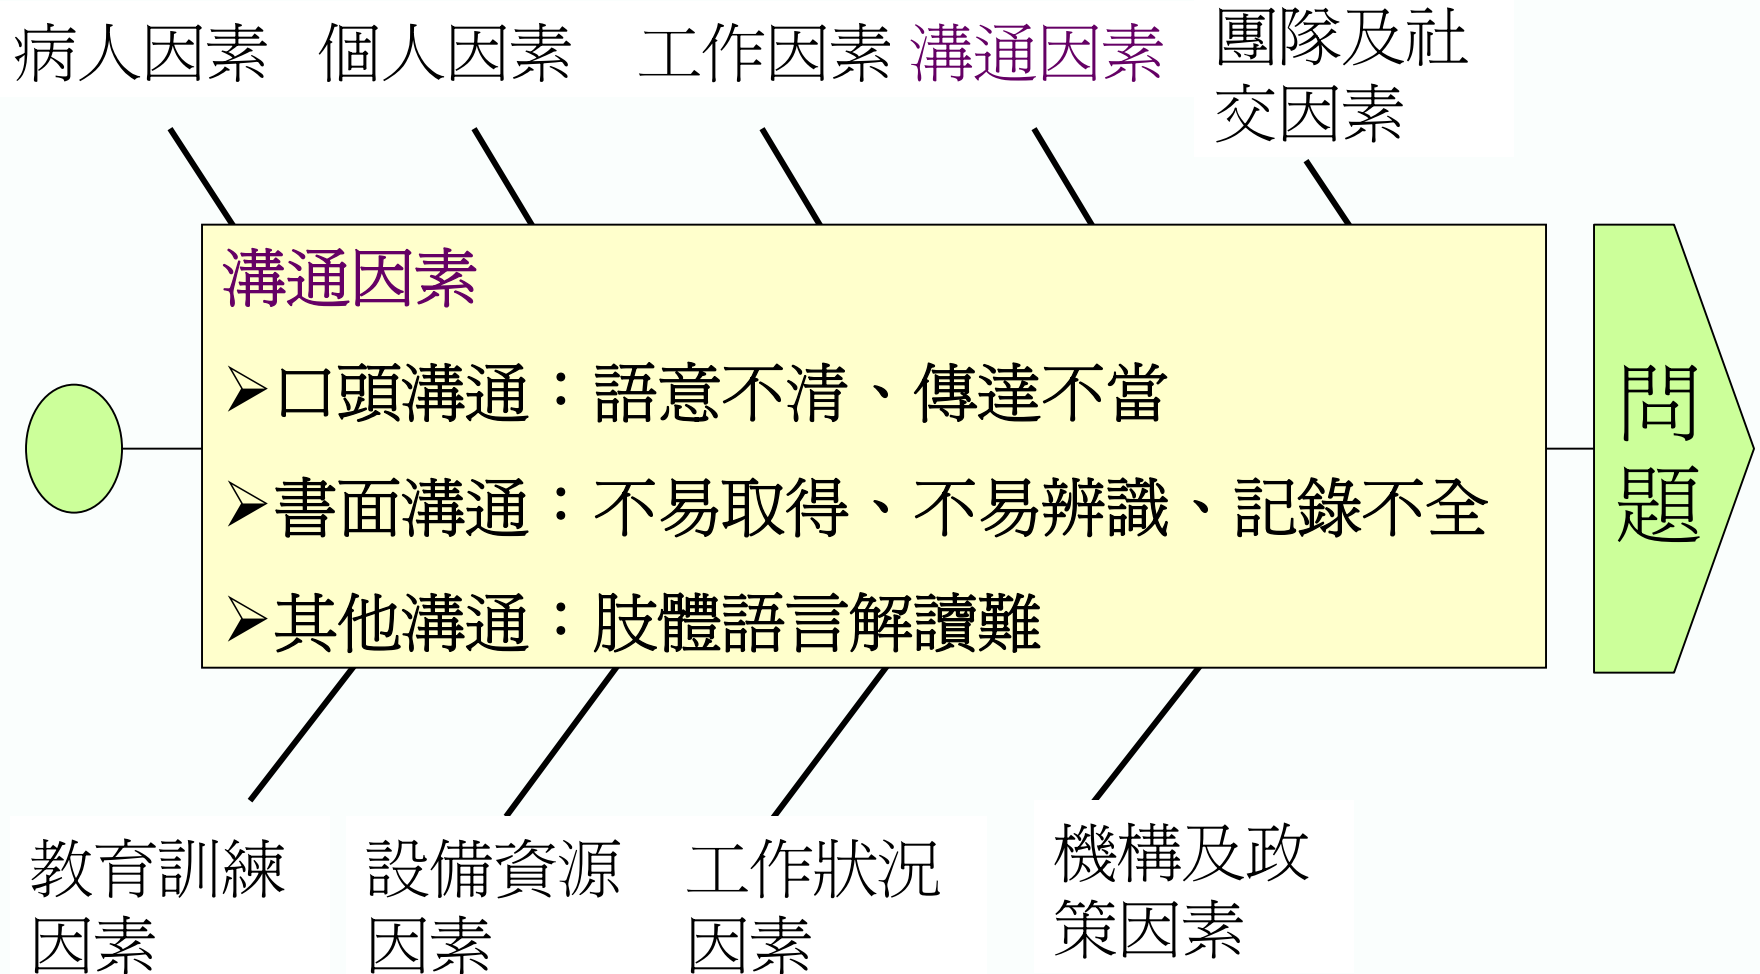 病人因素
個人因素
工作因素
溝通因素
團隊及社
交因素
溝通因素
➢口頭溝通：語意不清、傳達不當
➢書面溝通：不易取得、不易辨識、記錄不全
➢其他溝通：肢體語言解讀難
問
題
教育訓練
因素
設備資源
因素
工作狀況
因素
機構及政
策因素